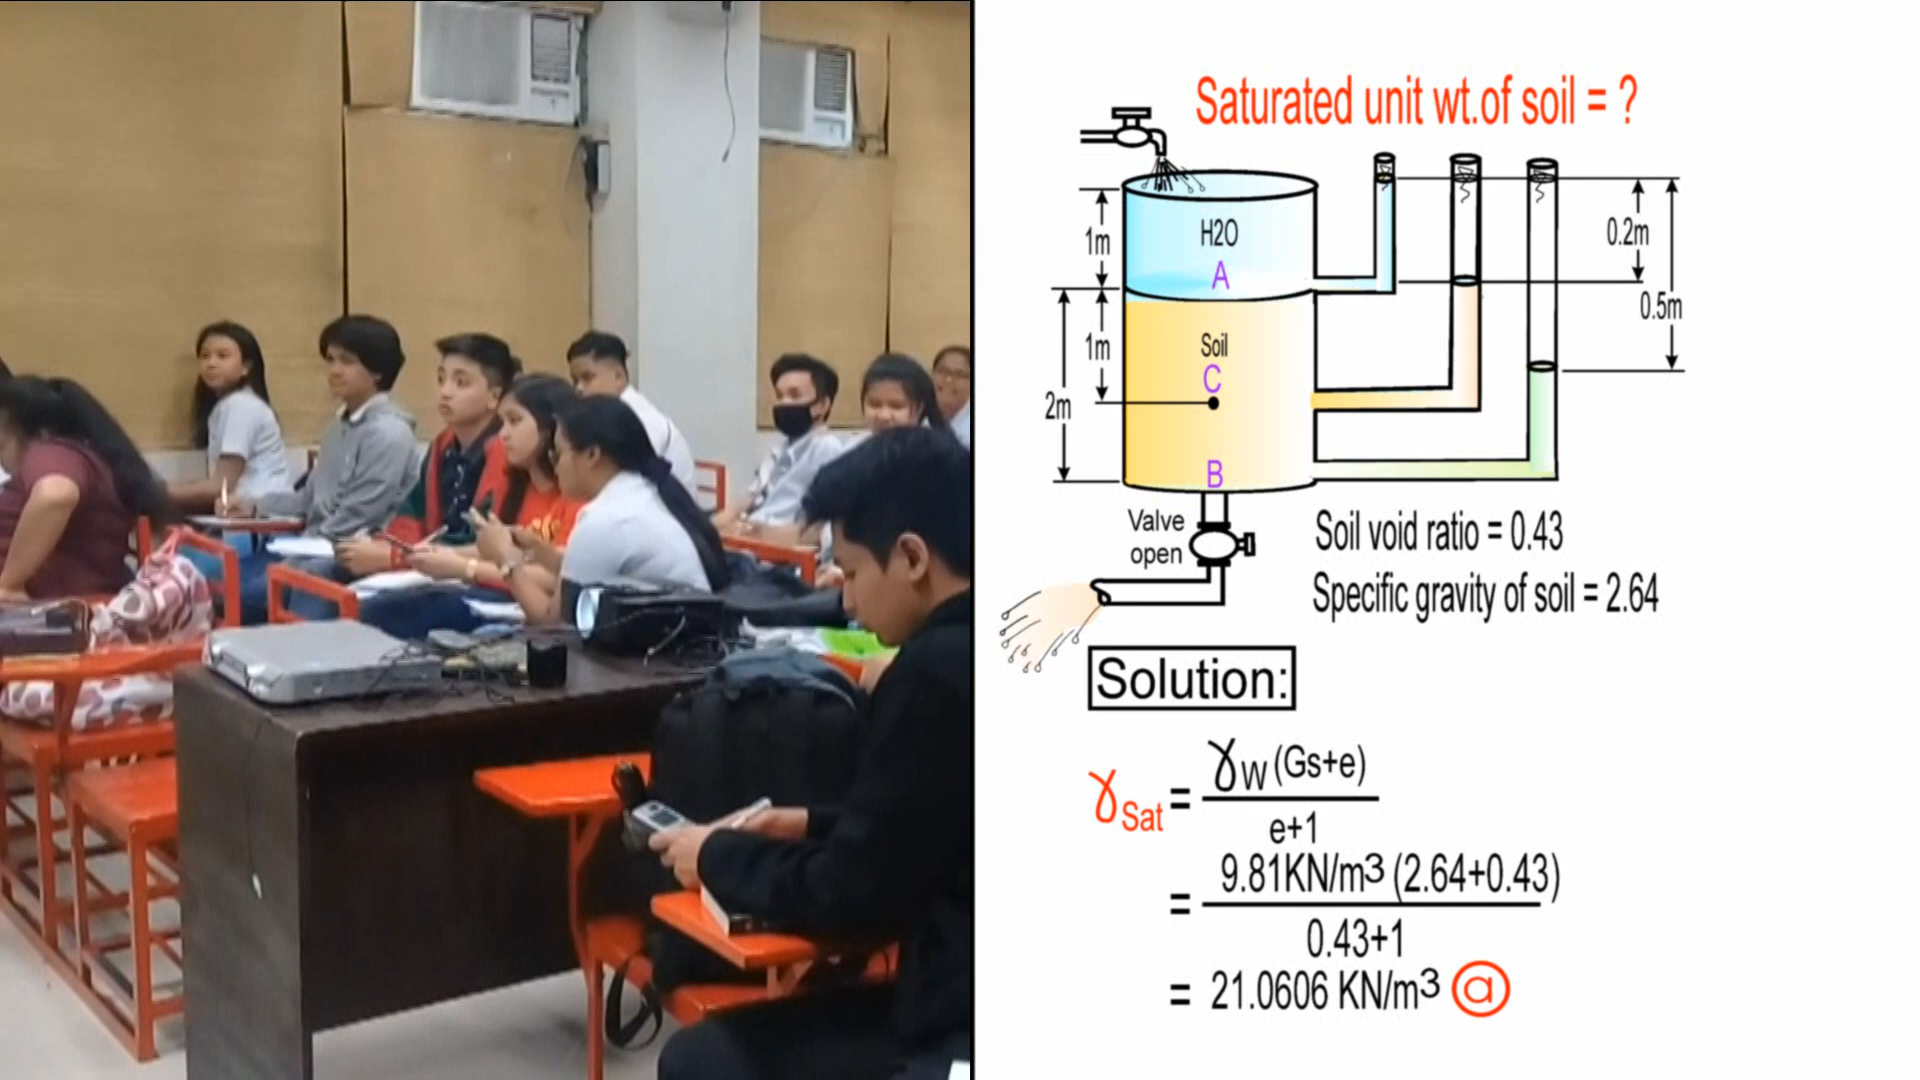 Saturated unit wt.of soil = ?
H2O
A
1m
0.2m
0.5m
Soil
C
1m
2m
B
Valve
open
Soil void ratio = 0.43
Specific gravity of soil = 2.64
Solution:
γSat = γw (Gs+e)
e+1
= 9.81KN/m3 (2.64+0.43)
0.43+1
= 21.0606 KN/m3 a